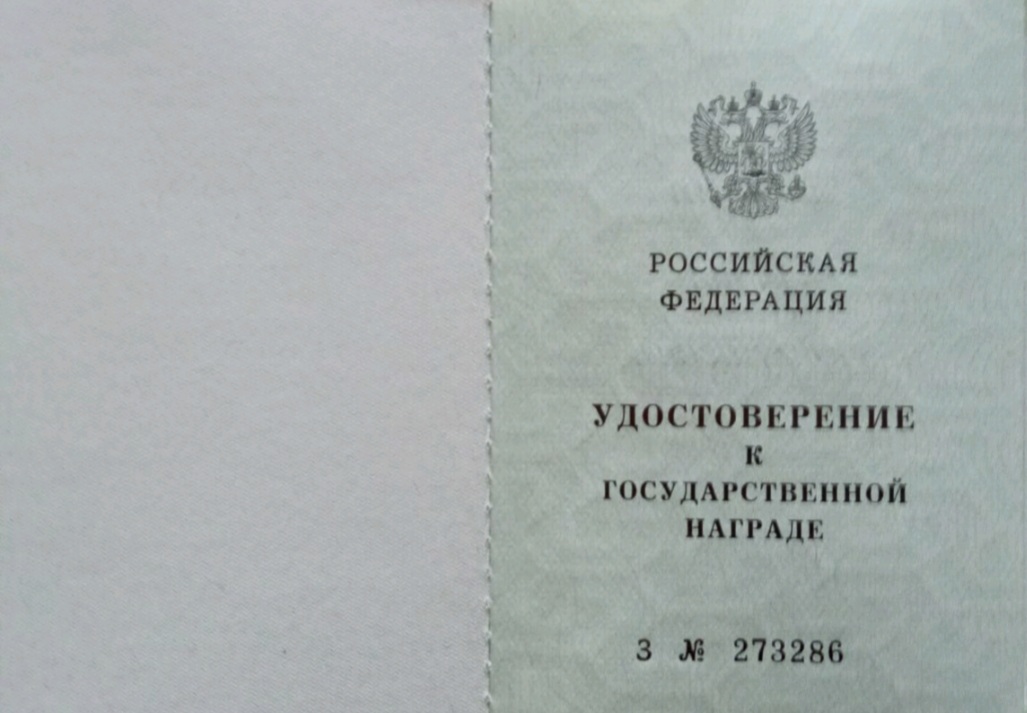 РОССИЙСКАЯ
ФЕДЕРАЦИЯ
УДОСТОВЕРЕНИЕ
К
ГОСУДАРСТВЕННОЙ
НАГРАДЕ
З № 273286